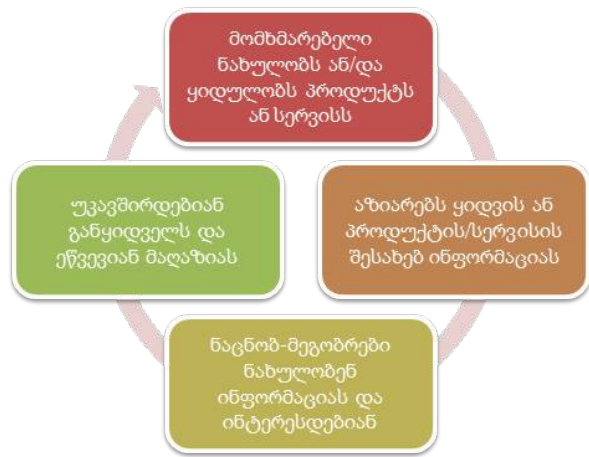 მომხმარებელი
ნახულობს ან/და
ყიდულობს პროდუქტს
ან სერვისს
აზიარებს ყიდვის ან
პროდუქტის/სერვისის
შესახებ ინფორმაციას
ნაცნობ-მეგობრები
ნახულობენ
ინფორმაციას და
ინტერესდებიან
უკავშირდებიან
განყიდველს და
ეწვევიან მაღაზიას